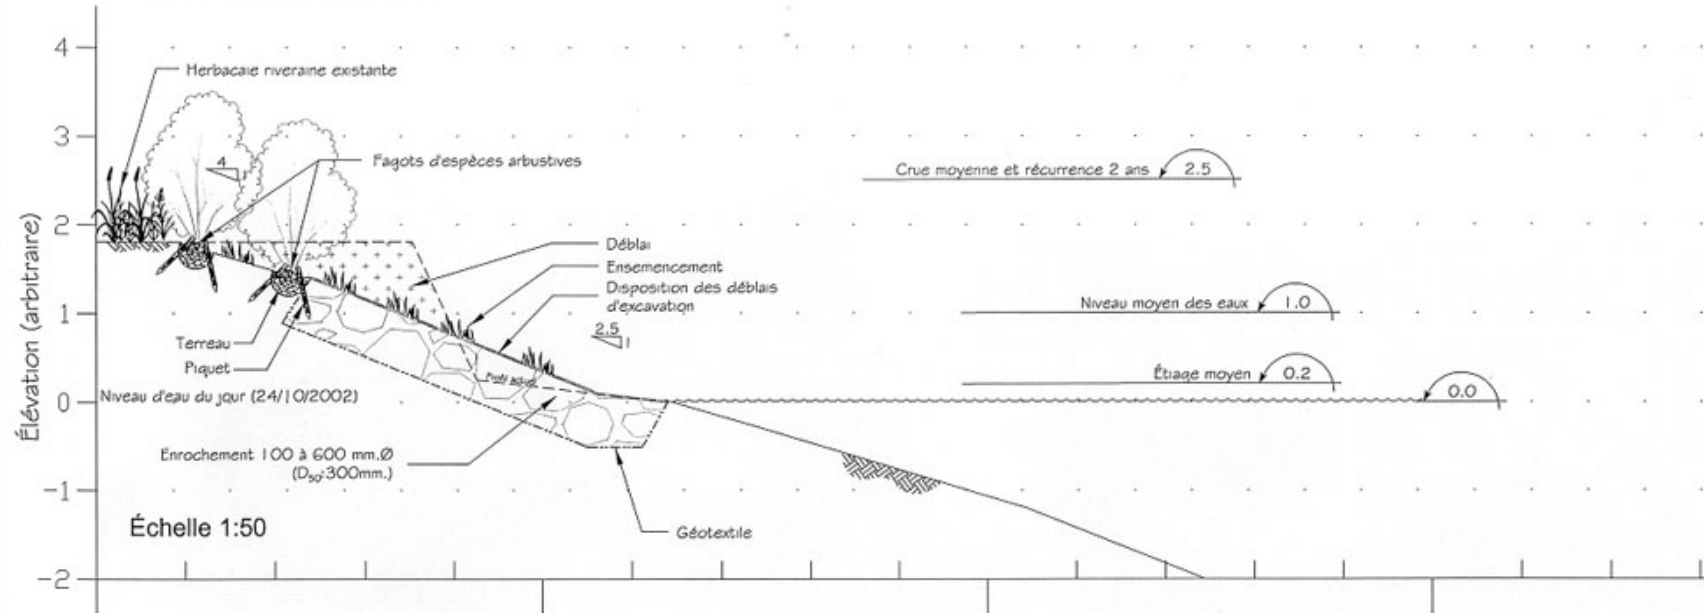 4
Herbaçaie riveraine existante
3
4
1
Fagots d'espèces arbustives
Crue moyenne et récurrence 2 ans 2.5
2
Élévation (arbitraire)
Déblai
Ensemencement
Disposition des déblais
d'excavation
Niveau moyen des eaux 1.0
1
2.5
1
Terreau
Piquet
Profil actuel
Étiage moyen 0.2
Niveau d'eau du jour (24/10/2002)
0
0.0
Enrochement 100 à 600 mm.Ø
(D50:300mm.)
-1
Échelle 1:50
Géotextile
-2